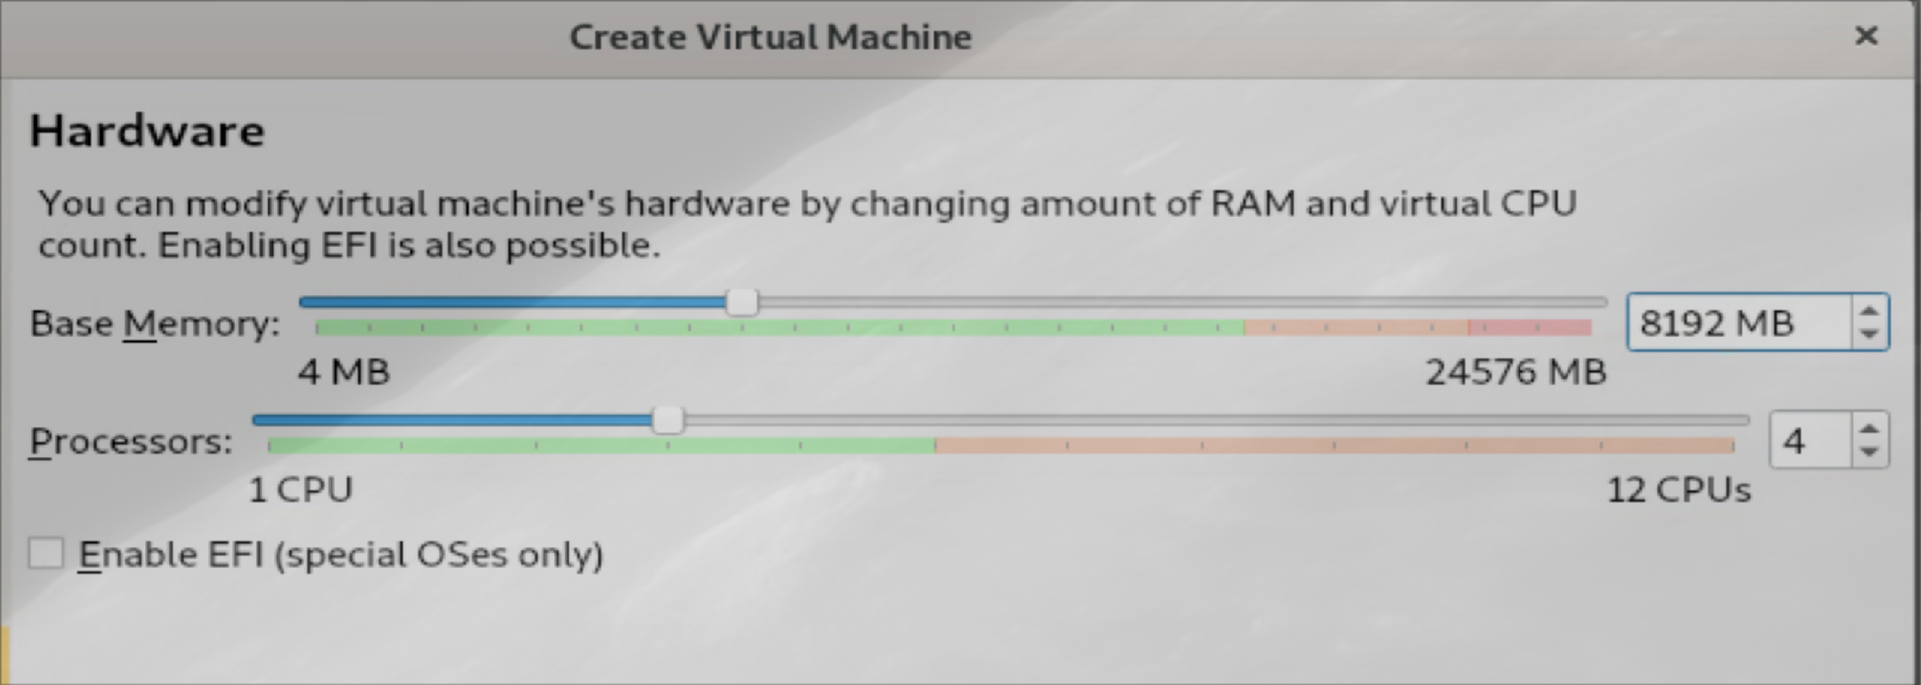 Create Virtual Machine
Hardware
You can modify virtual machine's hardware by changing amount of RAM and virtual CPU
count. Enabling EFI is also possible.
Base Memory:
8192 MB
4 MB
24576 MB
Processors:
4
1 CPU
12 CPUs
Enable EFI (special OSes only)